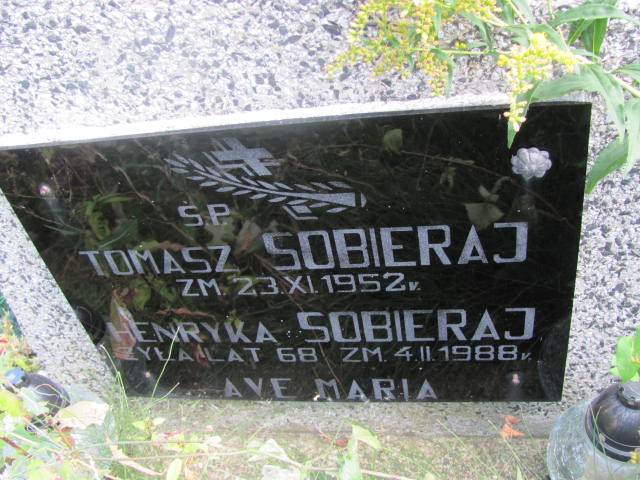 Ś.P.
TOMASZ SOBIERAJ
ZM. 23.XI.1952r.
HENRYKA SOBIERAJ
ŻYŁA LAT 68 ZM. 4.II.1988r.
AVE MARIA